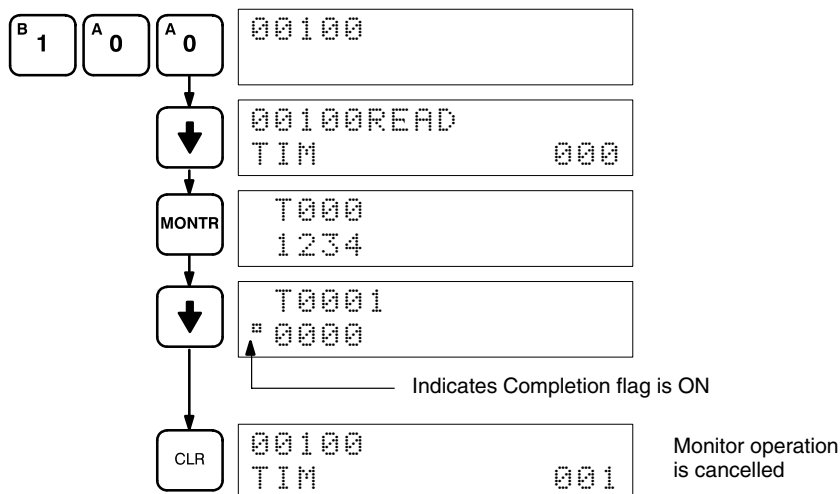 B 1 A 0 A 0
00100
00100READ
TIM 000
MONTR
T000
1234
T0001
¤0000
Indicates Completion flag is ON
CLR
00100
TIM 001
Monitor operation
is cancelled